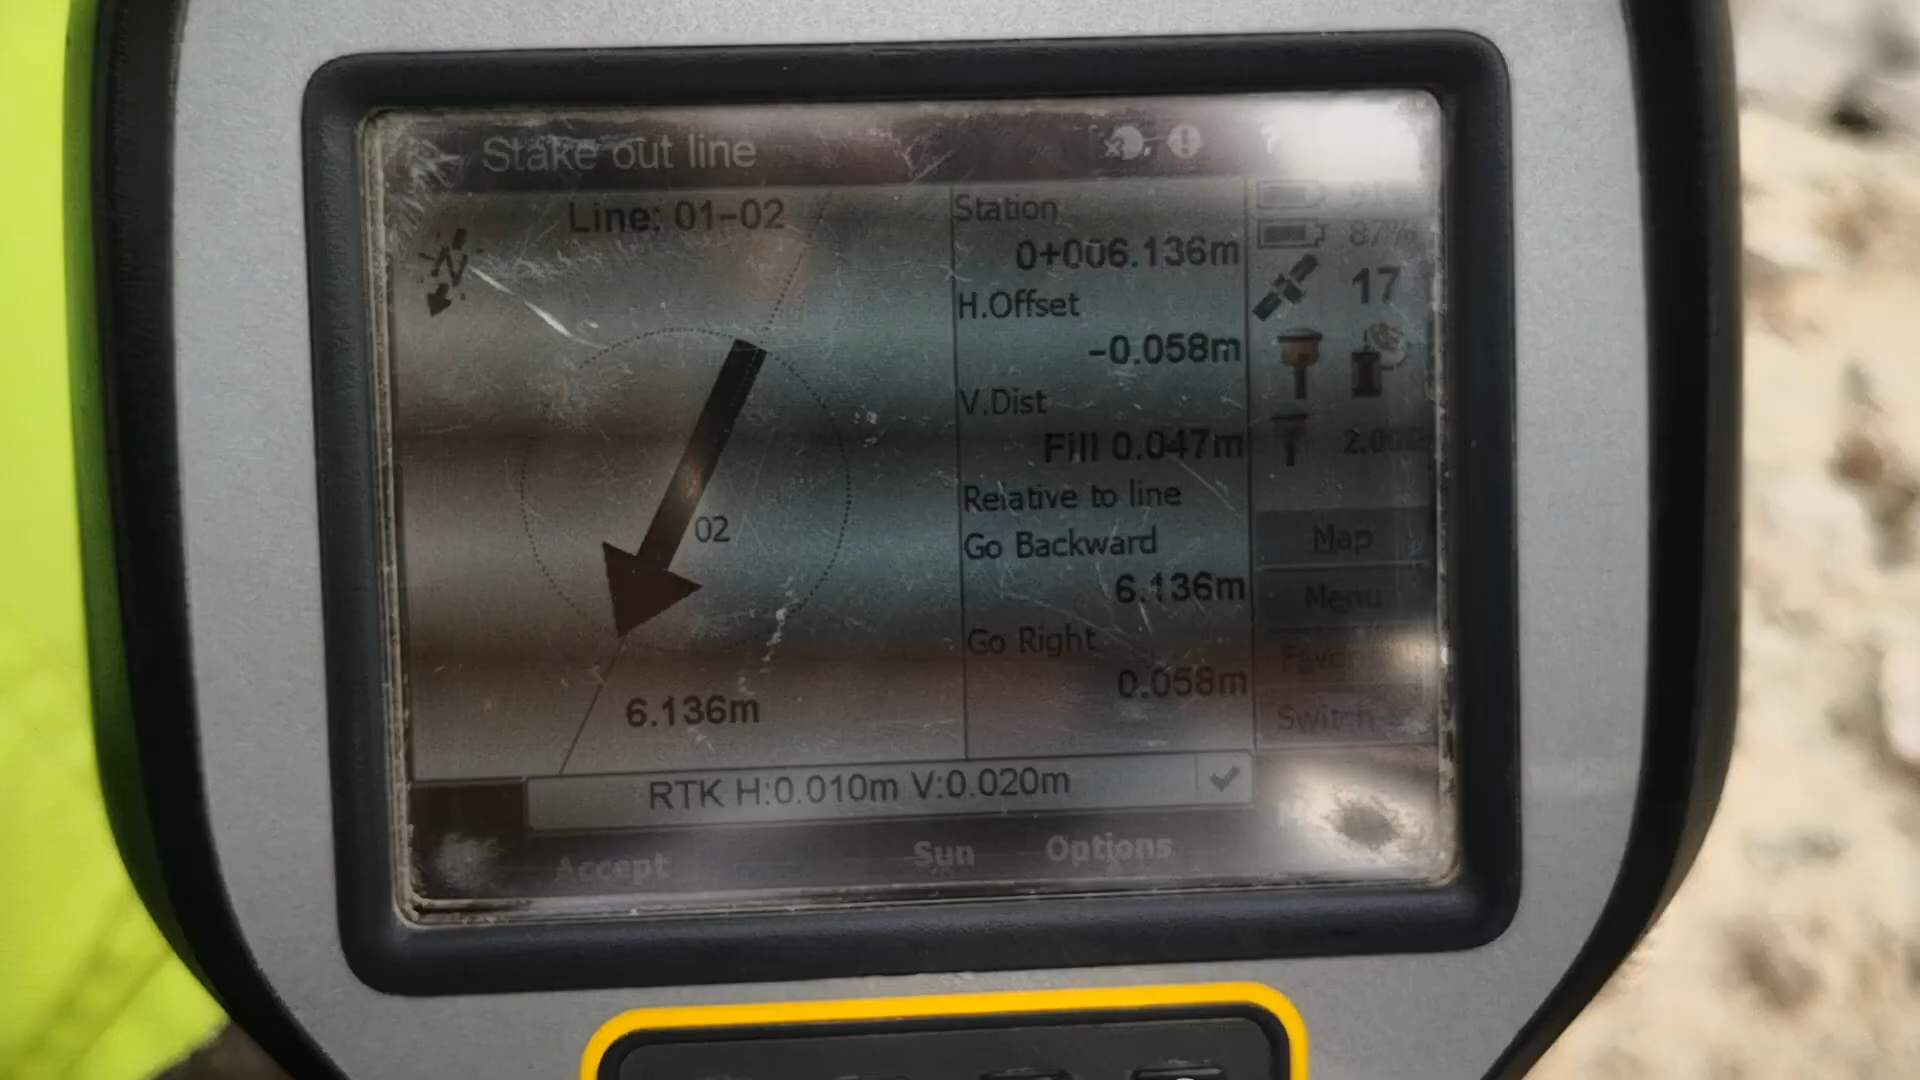 Stake out line
Line: 01-02
Station
0+006.136m
H.Offset
-0.058m
V.Dist
Fill 0.047m
Relative to line
Go Backward
6.136m
Go Right
0.058m
02
6.136m
87%
17
Map
Menu
Switch
RTK H:0.010m V:0.020m
Esc
Accept
Sun
Options